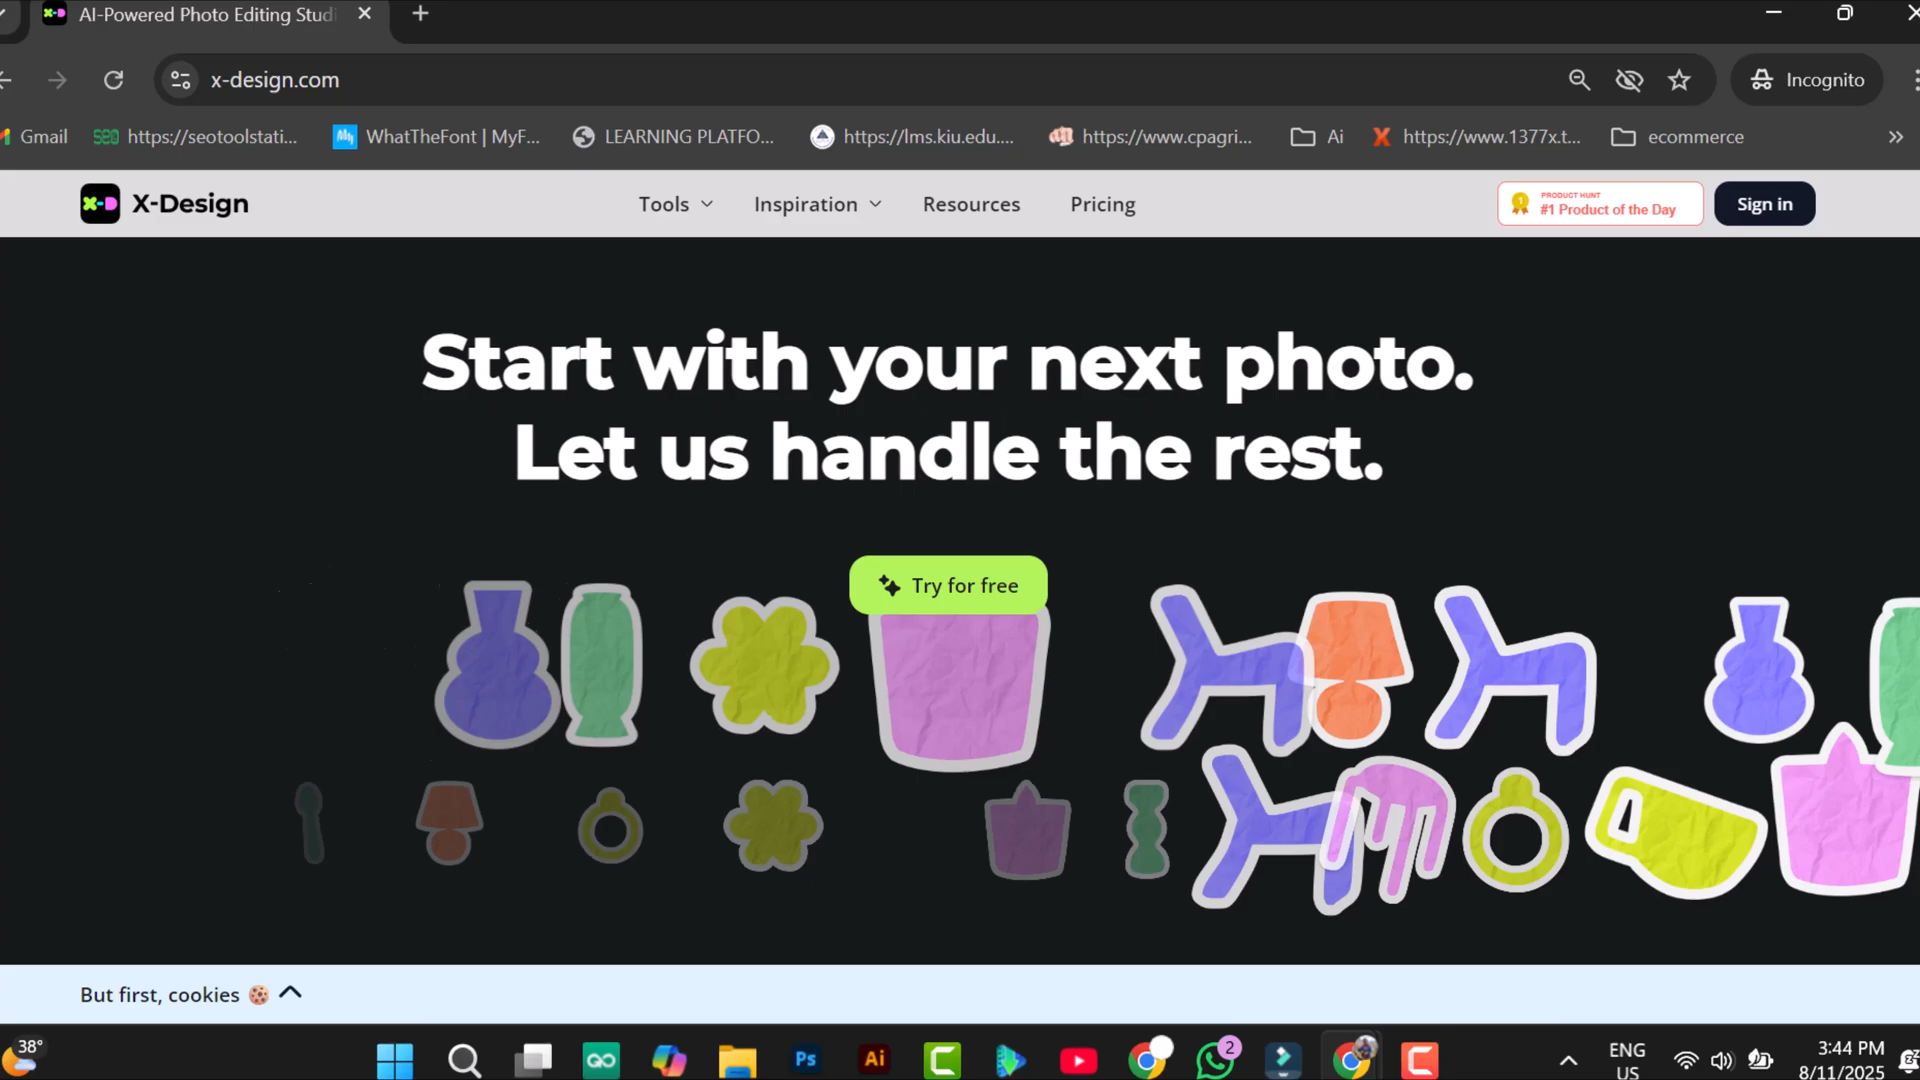 AI-Powered Photo Editing Studi
x-design.com
Incognito
Gmail
https://seotoolstati...
WhatTheFont | MyF...
LEARNING PLATFO...
https://lms.kiu.edu....
https://www.cpagri...
Ai
https://www.1377x.t...
ecommerce
X-Design
Tools
Inspiration
Resources
Pricing
PRODUCT HUNT
#1 Product of the Day
Sign in
Start with your next photo.
Let us handle the rest.
Try for free
But first, cookies
38°
Ps
Ai
2
ENG
US
3:44 PM
8/11/2025